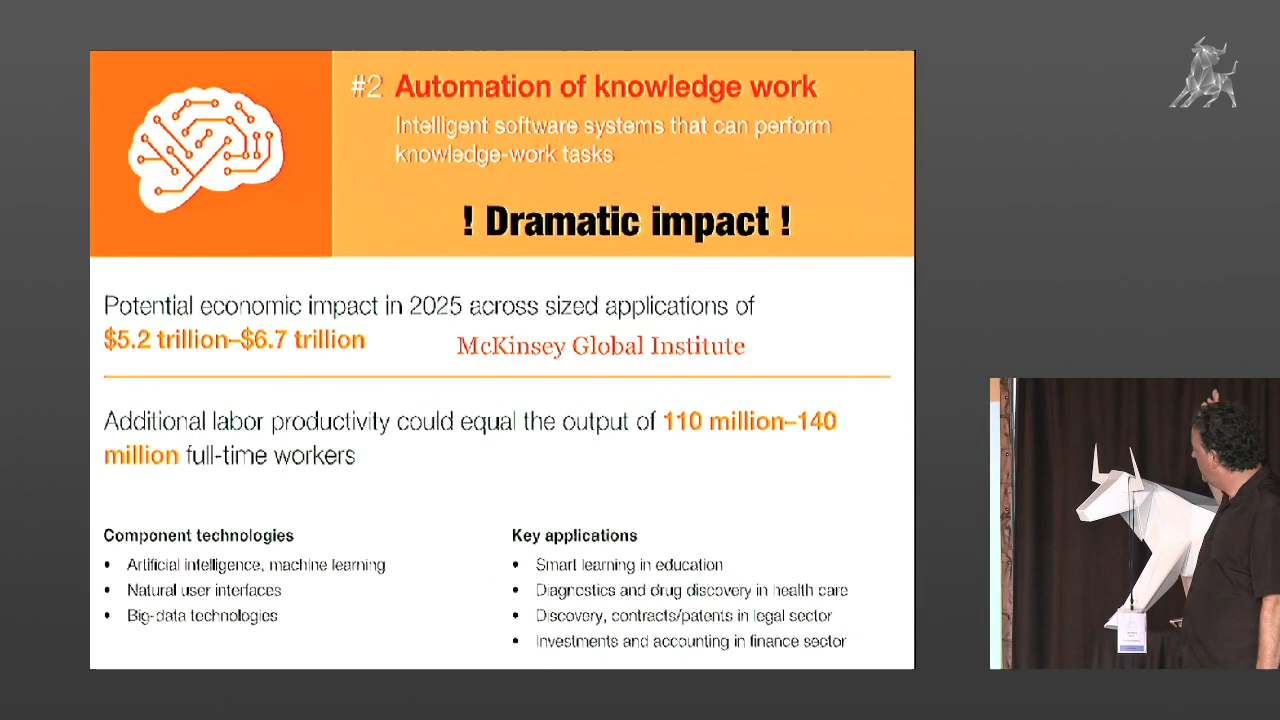 #2 Automation of knowledge work
Intelligent software systems that can perform
knowledge-work tasks
! Dramatic impact !
Potential economic impact in 2025 across sized applications of
$5.2 trillion–$6.7 trillion
McKinsey Global Institute
Additional labor productivity could equal the output of 110 million–140
million full-time workers
Component technologies
• Artificial intelligence, machine learning
• Natural user interfaces
• Big-data technologies
Key applications
• Smart learning in education
• Diagnostics and drug discovery in health care
• Discovery, contracts/patents in legal sector
• Investments and accounting in finance sector